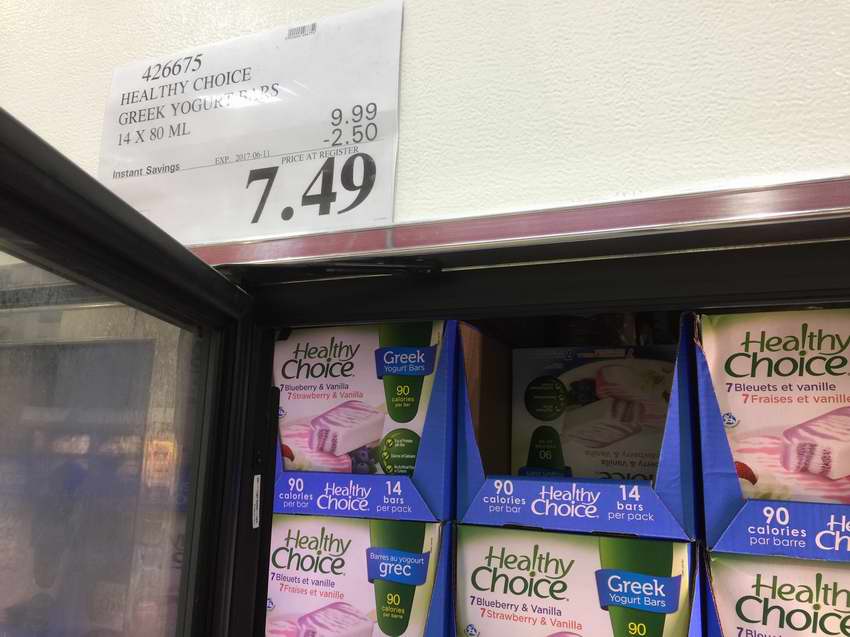 426675
HEALTHY CHOICE
GREEK YOGURT BARS
14 X 80 ML
9.99
-2.50
Instant Savings
EXP. 2017-06-11
PRICE AT REGISTER
7.49
Healthy
Choice
Greek
Yogurt Bars
7 Blueberry & Vanilla
7 Strawberry & Vanilla
90
calories
per bar
90
calories
per bar
Healthy
Choice
14
bars
per pack
90
90
calories
per bar
Healthy
Choice
14
bars
per pack
Healthy
Choice
7 Bleuets et vanille
7 Fraises et vanille
90
calories
par barre
Healthy
Choice
7 Bleuets et vanille
7 Fraises et vanille
Barres au yogourt
grec
90
calories
par barre
Healthy
Choice
7 Blueberry & Vanilla
7 Strawberry & Vanilla
Greek
Yogurt Bars
90
Healthy
Choice